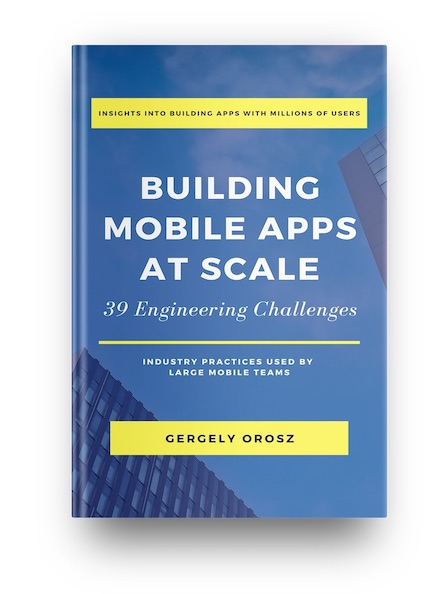 INSIGHTS INTO BUILDING APPS WITH MILLIONS OF USERS
BUILDING
MOBILE APPS
AT SCALE
39 Engineering Challenges
INDUSTRY PRACTICES USED BY
LARGE MOBILE TEAMS
GERGELY OROSZ